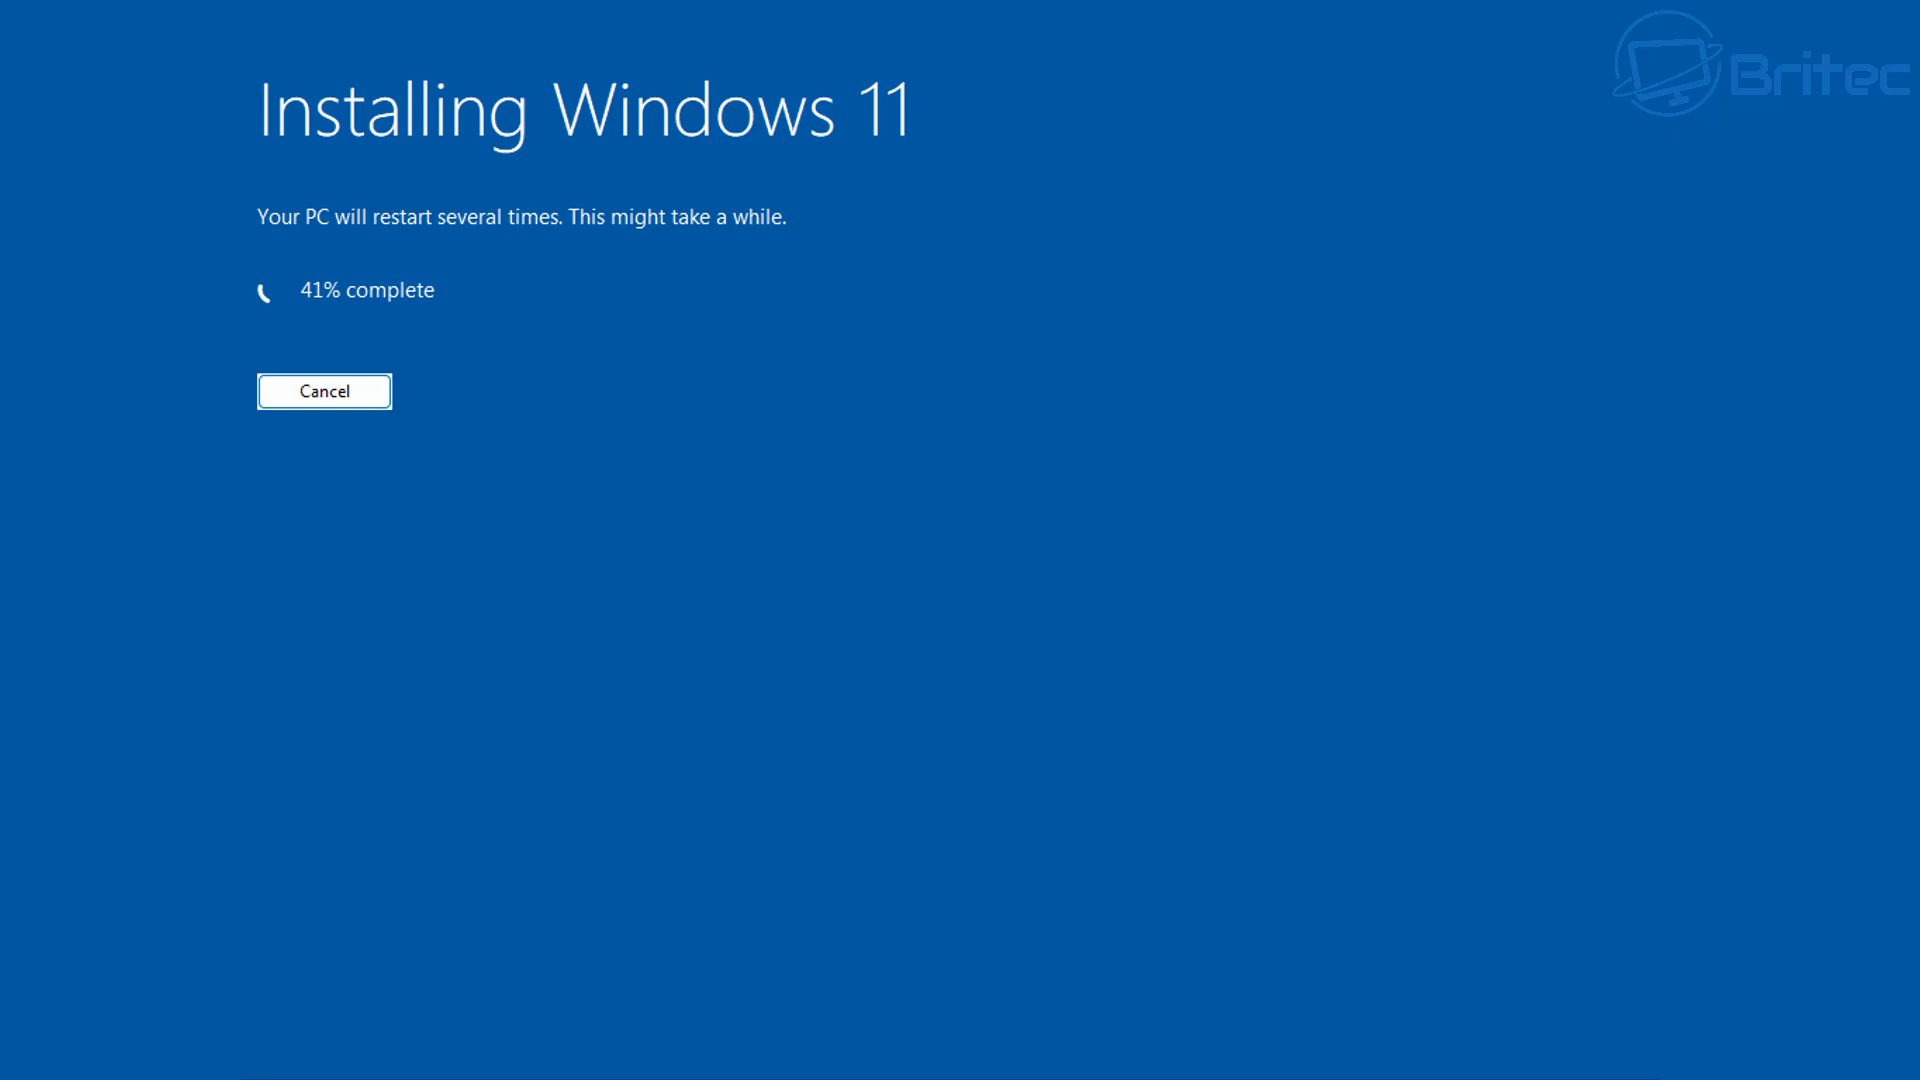 Britec
Installing Windows 11
Your PC will restart several times. This might take a while.
41% complete
Cancel